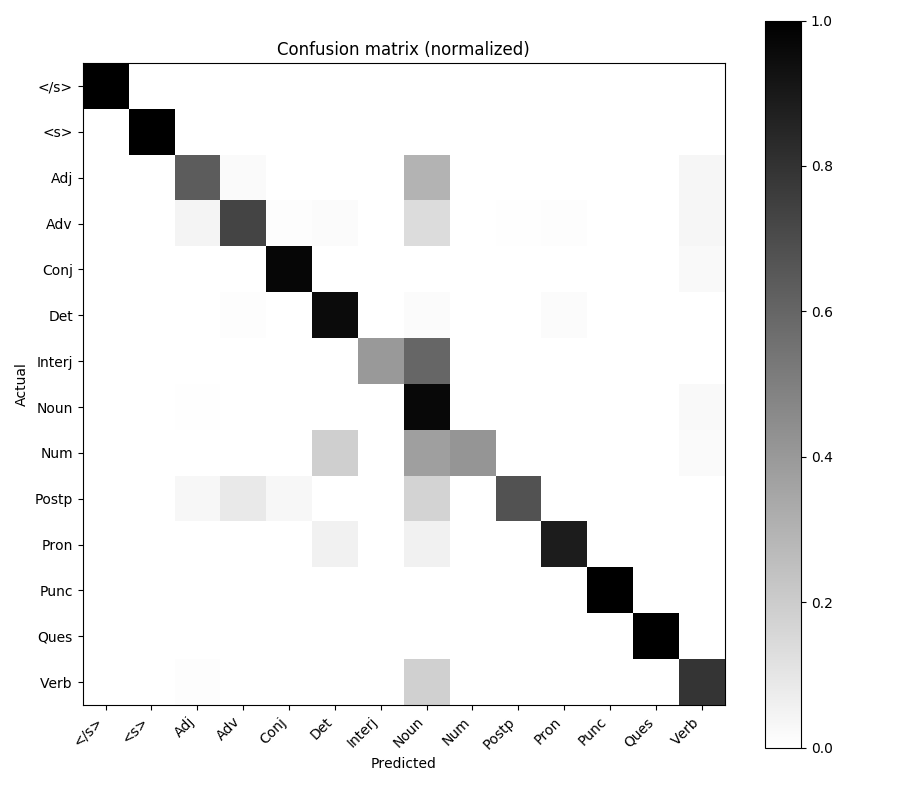 Confusion matrix (normalized)
</s>
<s>
Adj
Adv
Conj
Det
Interj
Noun
Num
Postp
Pron
Punc
Ques
Verb
Actual
</s>
<s>
Adj
Adv
Conj
Det
Interj
Noun
Num
Postp
Pron
Punc
Ques
Verb
Predicted
1.0
0.8
0.6
0.4
0.2
0.0